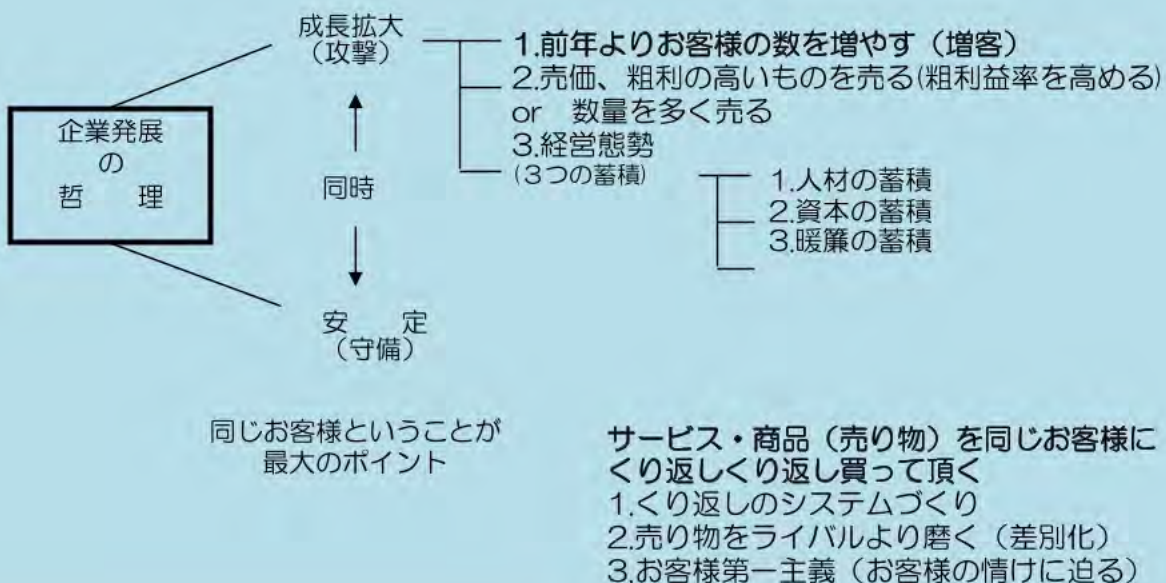 成長拡大
（攻撃）
1.前年よりお客様の数を増やす（増客）
2.売価、粗利の高いものを売る(粗利益率を高める)
or　数量を多く売る
3.経営態勢
(３つの蓄積)
1.人材の蓄積
2.資本の蓄積
3.暖簾の蓄積
企業発展
の
哲　　理
同時
安　　定
（守備）
同じお客様ということが
最大のポイント
サービス・商品（売り物）を同じお客様に
くり返しくり返し買って頂く
1.くり返しのシステムづくり
2.売り物をライバルより磨く（差別化）
3.お客様第一主義（お客様の情けに迫る）